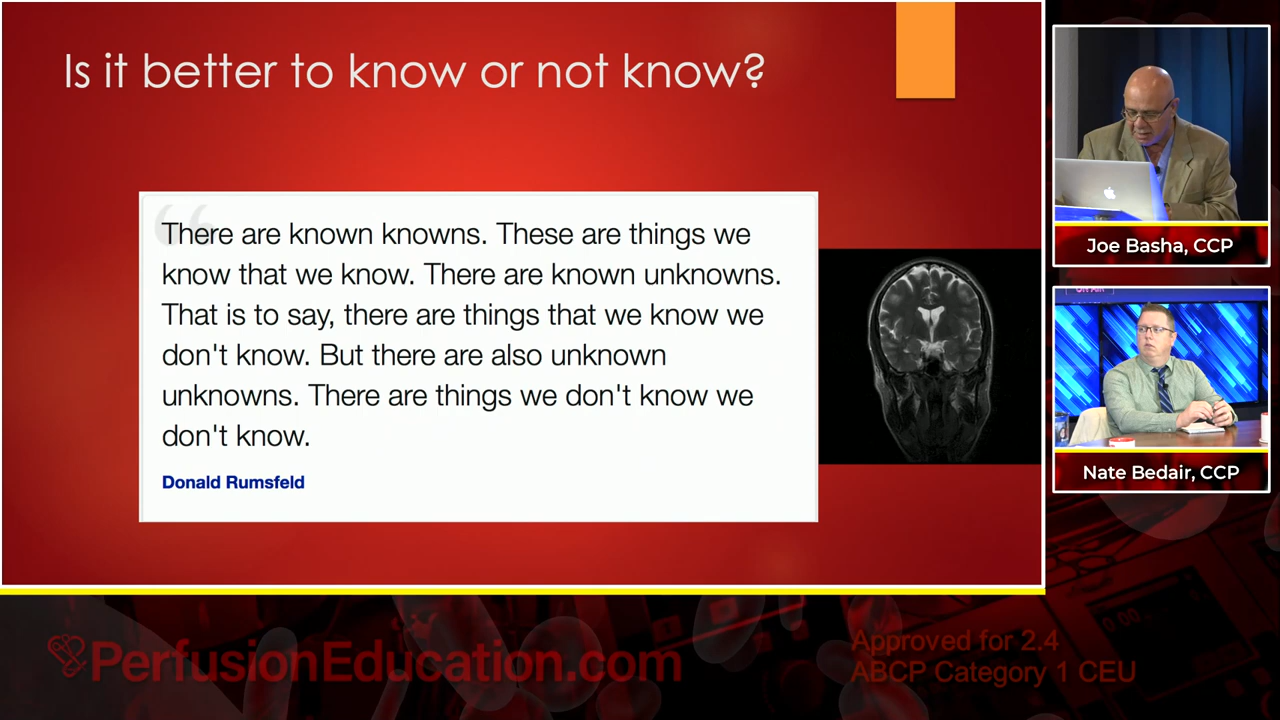 Is it better to know or not know?
“
There are known knowns. These are things we
know that we know. There are known unknowns.
That is to say, there are things that we know we
don't know. But there are also unknown
unknowns. There are things we don't know we
don't know.
Donald Rumsfeld
Joe Basha, CCP
ON AIR
Nate Bedair, CCP
PerfusionEducation.com
Approved for 2.4
ABCP Category 1 CEU